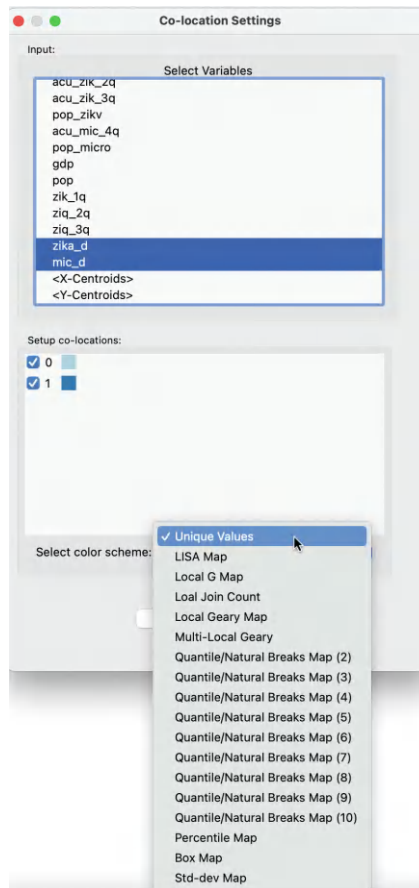 Co-location Settings
Input:
Select Variables
acu_zik_2q
acu_zik_3q
pop_zikv
acu_mic_4q
pop_micro
gdp
pop
zik_1q
ziq_2q
ziq_3q
zika_d
mic_d
<X-Centroids>
<Y-Centroids>
Setup co-locations:
0
1
Select color scheme:
✓ Unique Values
LISA Map
Local G Map
Loal Join Count
Local Geary Map
Multi-Local Geary
Quantile/Natural Breaks Map (2)
Quantile/Natural Breaks Map (3)
Quantile/Natural Breaks Map (4)
Quantile/Natural Breaks Map (5)
Quantile/Natural Breaks Map (6)
Quantile/Natural Breaks Map (7)
Quantile/Natural Breaks Map (8)
Quantile/Natural Breaks Map (9)
Quantile/Natural Breaks Map (10)
Percentile Map
Box Map
Std-dev Map